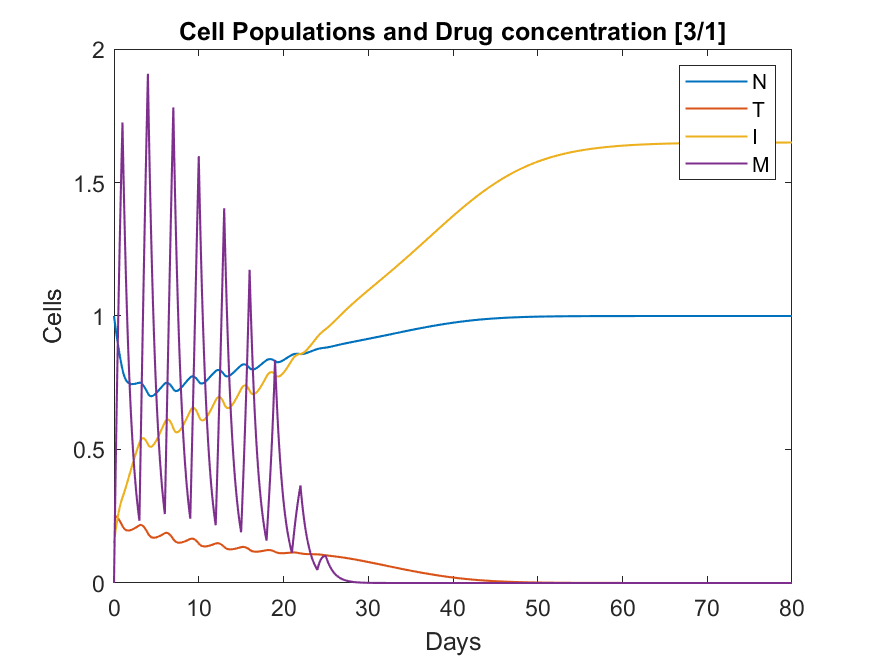 Cell Populations and Drug concentration [3/1]
2
1.5
1
0.5
0
Cells
N
T
I
M
0 10 20 30 40 50 60 70 80
Days